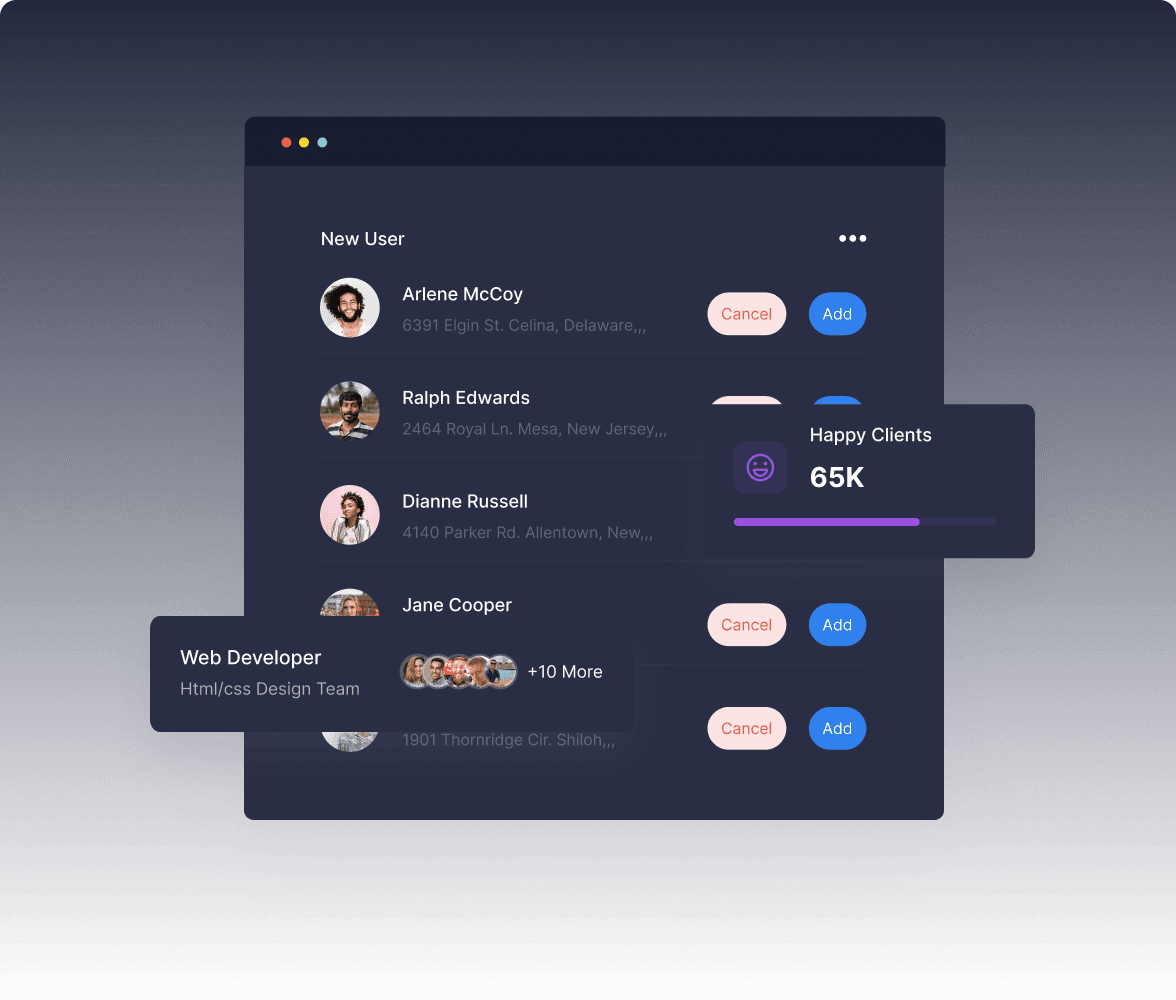 New User
Arlene McCoy
6391 Elgin St. Celina, Delaware,,,
Cancel
Add
Ralph Edwards
2464 Royal Ln. Mesa, New Jersey,,,
Happy Clients
65K
Dianne Russell
4140 Parker Rd. Allentown, New,,,
Jane Cooper
Cancel
Add
Web Developer
Html/css Design Team
+10 More
1901 Thornridge Cir. Shiloh,,,
Cancel
Add